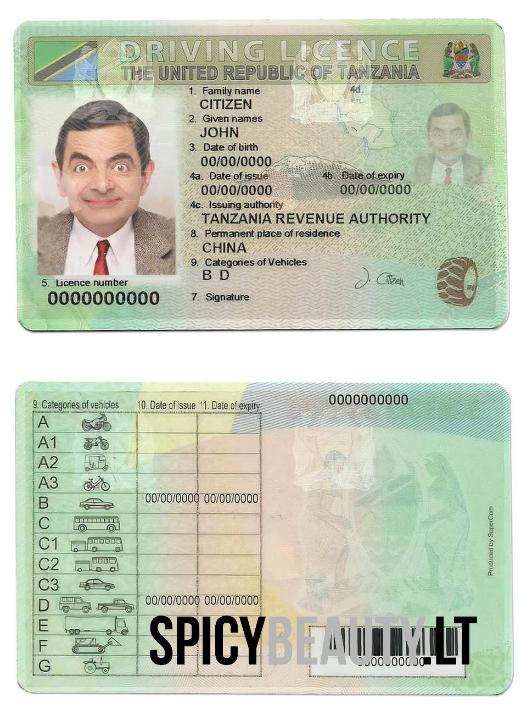 DRIVING LICENCE
THE UNITED REPUBLIC OF TANZANIA
1. Family name
4d.
CITIZEN
2. Given names
JOHN
3. Date of birth
00/00/0000
4a. Date of issue 4b. Date of expiry
00/00/0000 00/00/0000
4c. Issuing authority
TANZANIA REVENUE AUTHORITY
8. Permanent place of residence
CHINA
9. Categories of Vehicles
B D
J. Citizen
5. Licence number
0000000000
7. Signature
0000000000
9. Categories of vehicles 10. Date of issue 11. Date of expiry
A
A1
A2
A3
B 00/00/0000 00/00/0000
C
C1
C2
C3
D 00/00/0000 00/00/0000
E
F
G
Produced by SuperCom
SPICYBEAUTY.LT
0000000000